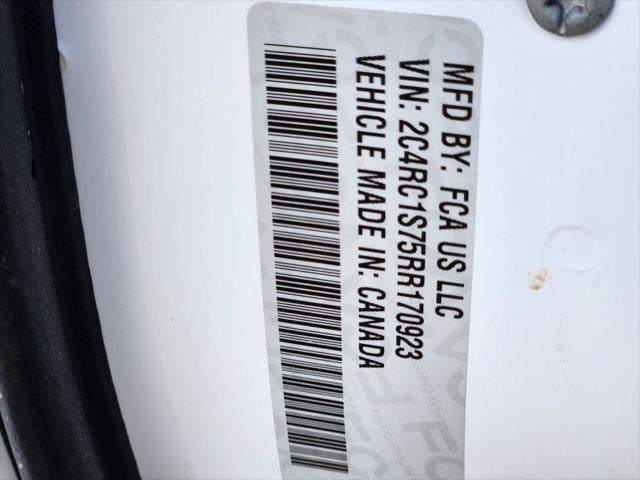 MFD BY: FCA US LLC
VIN: 2C4RC1S75RR170923
VEHICLE MADE IN: CANADA